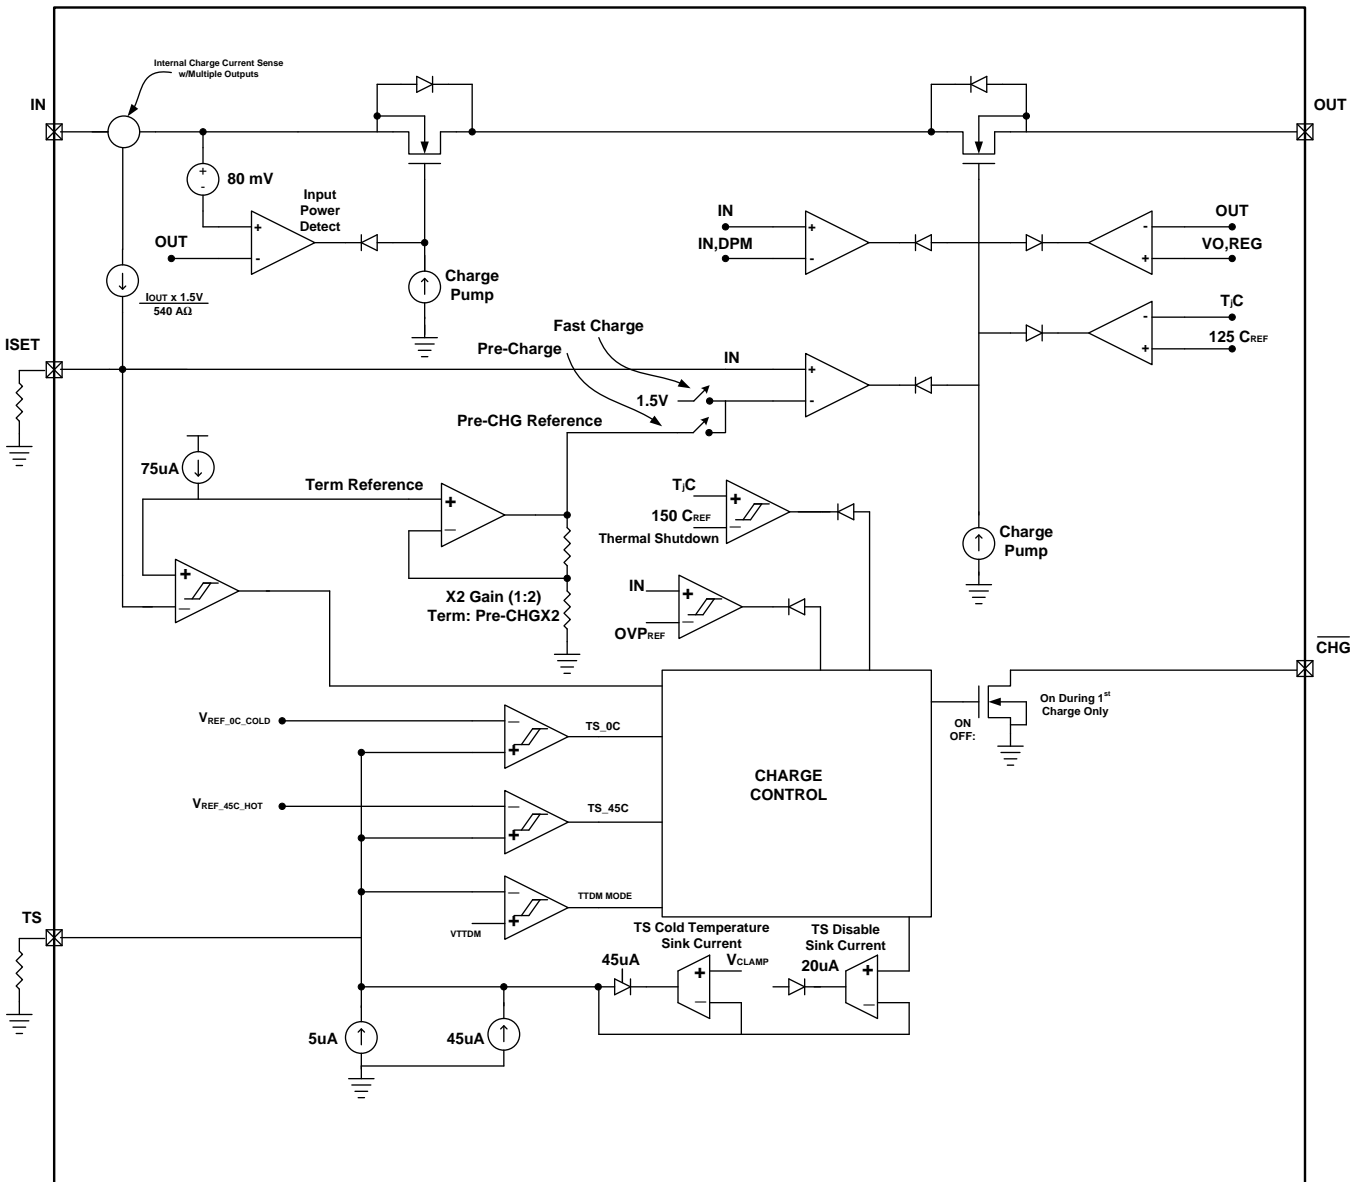 Internal Charge Current Sense
w/Multiple Outputs
IN
OUT
+
-
80 mV
Input
Power
Detect
+
-
OUT
IN
IN,DPM
+
-
OUT
VO,REG
-
+
IOUT x 1.5V
540 AΩ
Charge
Pump
TjC
125 CREF
-
+
Fast Charge
Pre-Charge
ISET
IN
+
-
1.5V
Pre-CHG Reference
75uA
Term Reference
+
−
TjC
150 CREF
Thermal Shutdown
+
−
Charge
Pump
+
−
X2 Gain (1:2)
Term: Pre-CHGX2
IN
OVPREF
+
−
CHG
On During 1st
Charge Only
ON
OFF:
VREF_0C_COLD
−
+
TS_0C
CHARGE
CONTROL
VREF_45C_HOT
−
+
TS_45C
−
+
TTDM MODE
VTTDM
TS
TS Cold Temperature
Sink Current
TS Disable
Sink Current
45uA
VCLAMP
+
−
20uA
+
−
5uA
45uA